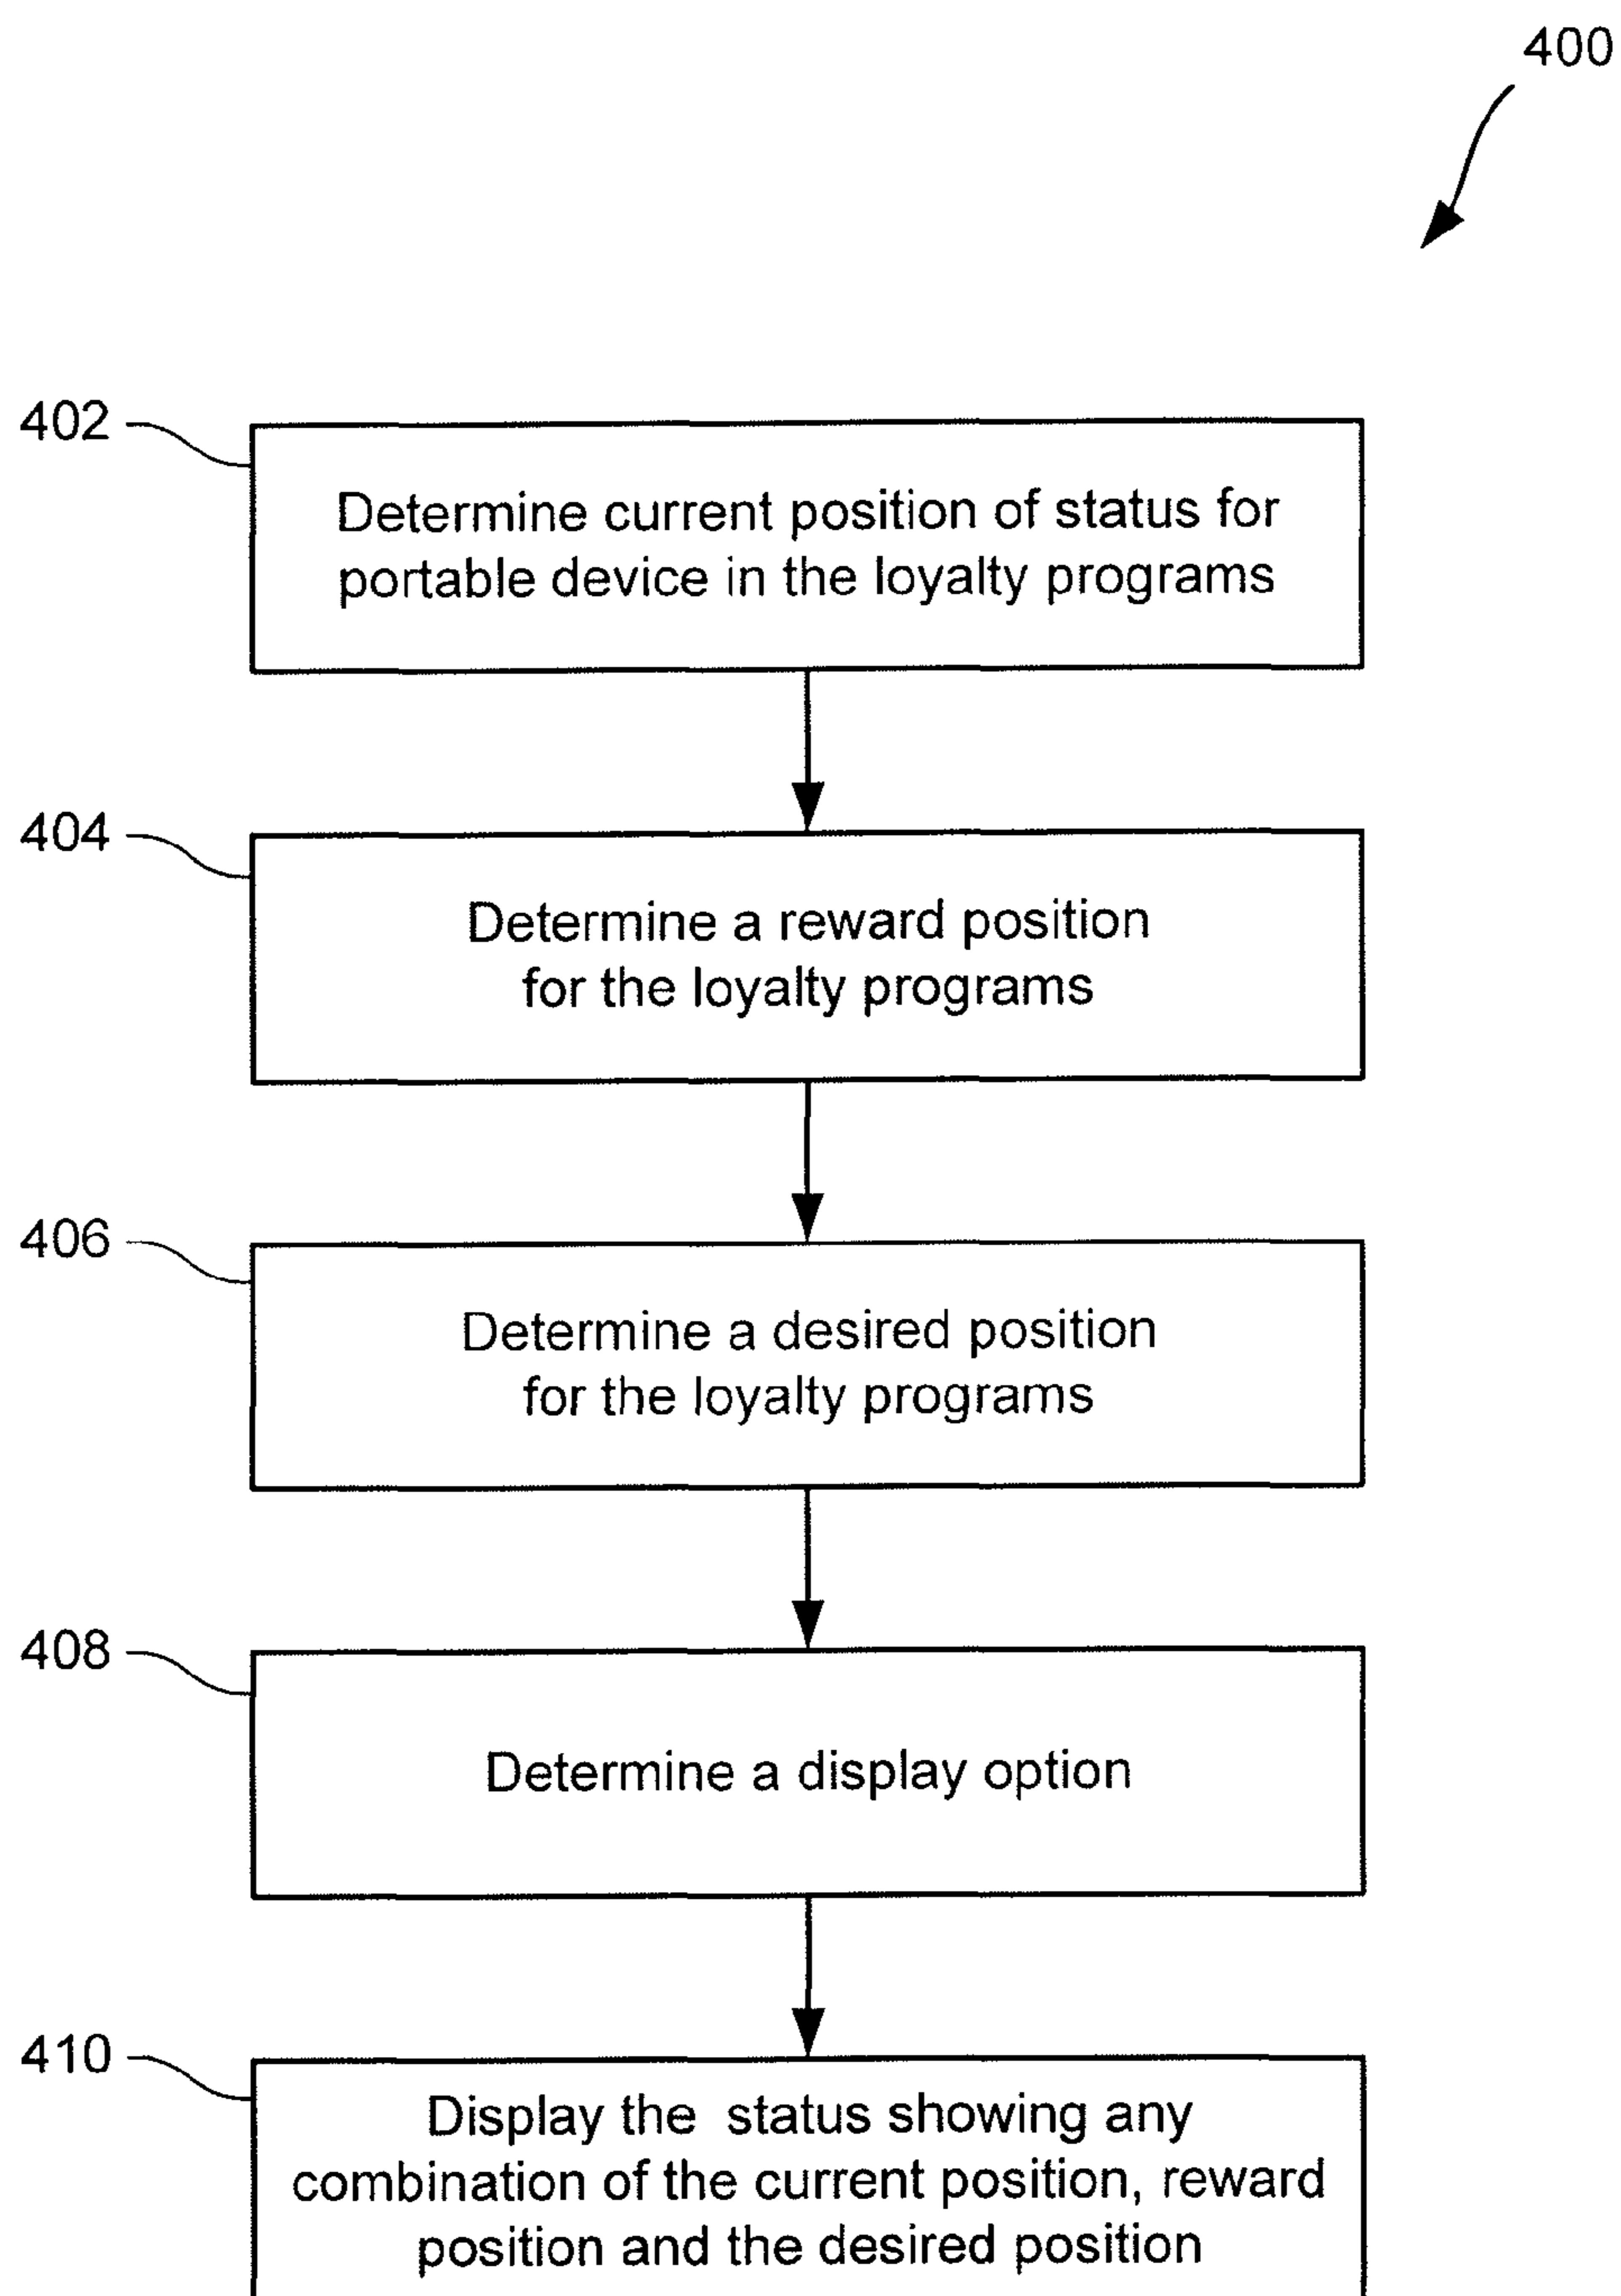 400
402
Determine current position of status for
portable device in the loyalty programs
404
Determine a reward position
for the loyalty programs
406
Determine a desired position
for the loyalty programs
408
Determine a display option
410
Display the status showing any
combination of the current position, reward
position and the desired position